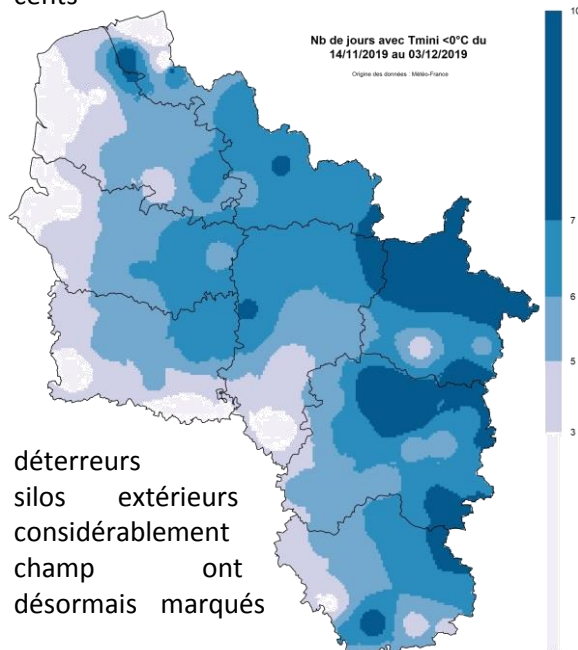 cents
Nb de jours avec Tmini <0°C du
14/11/2019 au 03/12/2019
Origine des données : Météo-France
10
7
6
5
3
déterreurs
silos extérieurs
considérablement
champ ont
désormais marqués